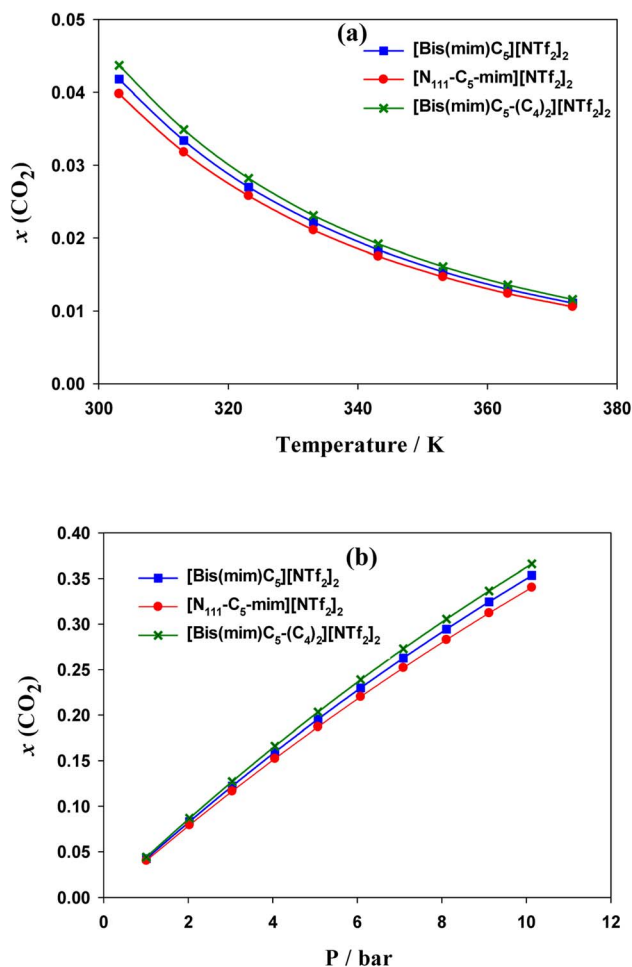 0.05
0.04
0.03
0.02
0.01
0.00
x (CO₂)
(a)
[Bis(mim)C₅][NTf₂]₂
[N₁₁₁-C₅-mim][NTf₂]₂
[Bis(mim)C₅-(C₄)₂][NTf₂]₂
300 320 340 360 380
Temperature / K
0.40
0.35
0.30
0.25
0.20
0.15
0.10
0.05
0.00
x (CO₂)
(b)
[Bis(mim)C₅][NTf₂]₂
[N₁₁₁-C₅-mim][NTf₂]₂
[Bis(mim)C₅-(C₄)₂][NTf₂]₂
0 2 4 6 8 10 12
P / bar